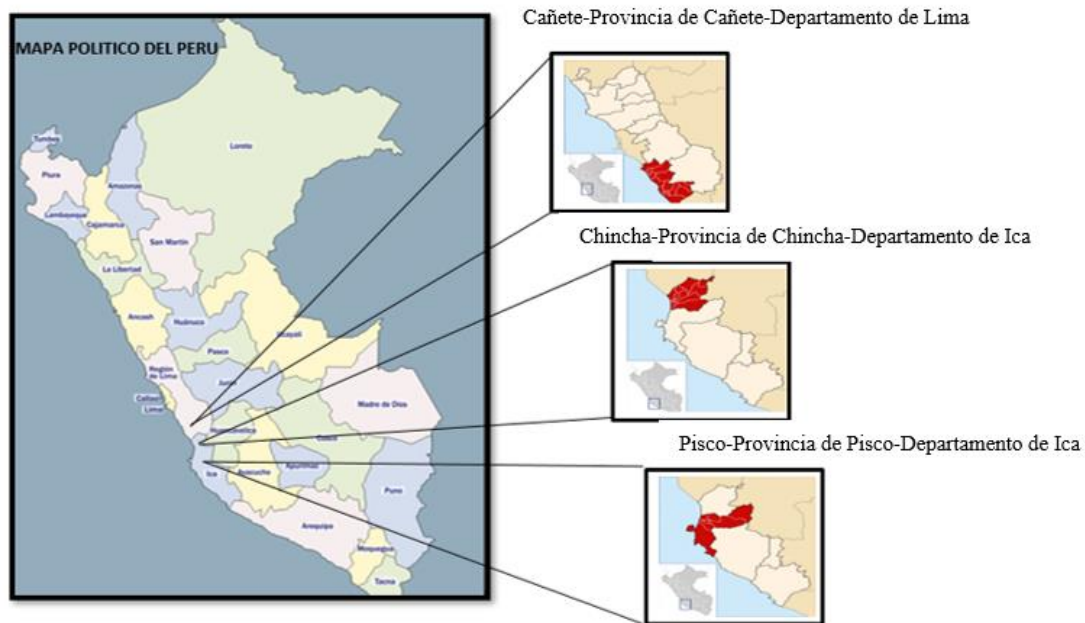 Cañete-Provincia de Cañete-Departamento de Lima
MAPA POLITICO DEL PERU
Tumbes
Piura
Lambayeque
Cajamarca
Amazonas
Loreto
San Martín
La Libertad
Ancash
Huánuco
Ucayali
Pasco
Región
de Lima
Callao
Lima
Junín
Madre de Dios
Huancavelica
Cusco
Ica
Ayacucho
Apurímac
Puno
Arequipa
Moquegua
Tacna
Chincha-Provincia de Chincha-Departamento de Ica
Pisco-Provincia de Pisco-Departamento de Ica